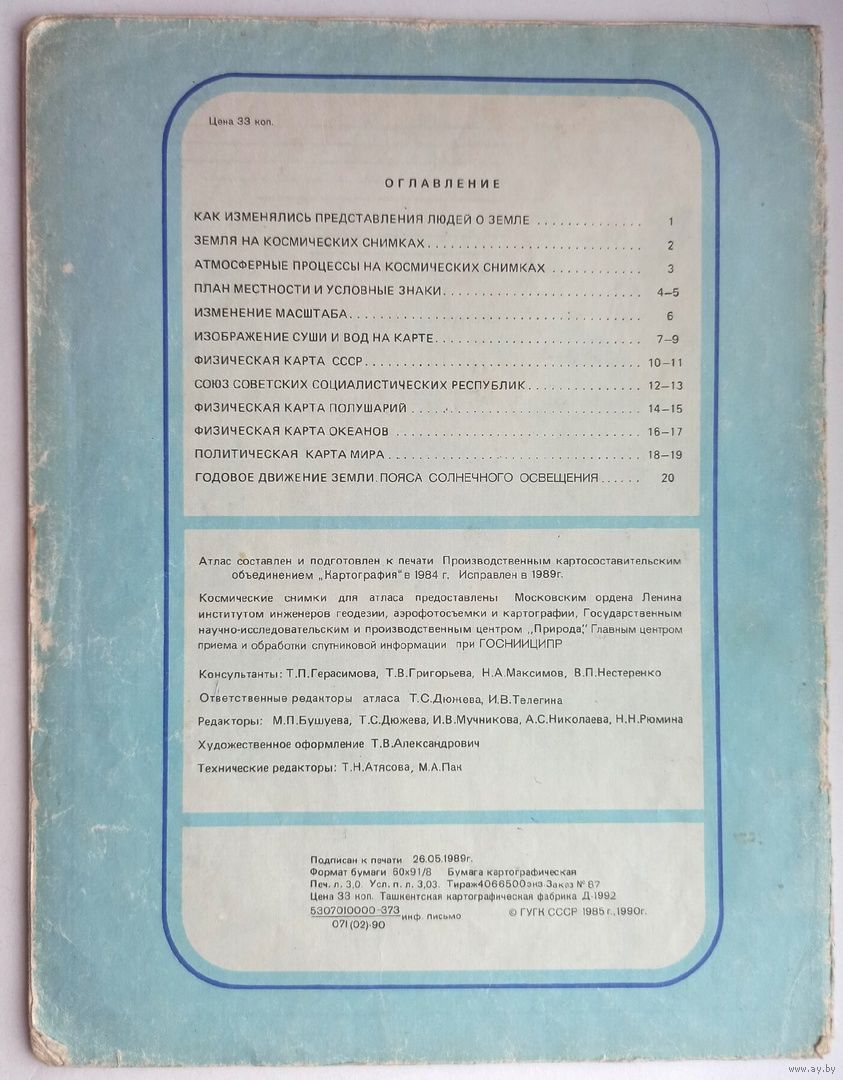 Цена 33 коп.
ОГЛАВЛЕНИЕ
КАК ИЗМЕНЯЛИСЬ ПРЕДСТАВЛЕНИЯ ЛЮДЕЙ О ЗЕМЛЕ .............. 1
ЗЕМЛЯ НА КОСМИЧЕСКИХ СНИМКАХ............................ 2
АТМОСФЕРНЫЕ ПРОЦЕССЫ НА КОСМИЧЕСКИХ СНИМКАХ ............ 3
ПЛАН МЕСТНОСТИ И УСЛОВНЫЕ ЗНАКИ.......................... 4—5
ИЗМЕНЕНИЕ МАСШТАБА...................................... 6
ИЗОБРАЖЕНИЕ СУШИ И ВОД НА КАРТЕ........................... 7—9
ФИЗИЧЕСКАЯ КАРТА СССР.................................... 10—11
СОЮЗ СОВЕТСКИХ СОЦИАЛИСТИЧЕСКИХ РЕСПУБЛИК............... 12—13
ФИЗИЧЕСКАЯ КАРТА ПОЛУШАРИЙ.............................. 14—15
ФИЗИЧЕСКАЯ КАРТА ОКЕАНОВ ................................ 16—17
ПОЛИТИЧЕСКАЯ КАРТА МИРА................................. 18—19
ГОДОВОЕ ДВИЖЕНИЕ ЗЕМЛИ. ПОЯСА СОЛНЕЧНОГО ОСВЕЩЕНИЯ...... 20
Атлас составлен и подготовлен к печати Производственным картосоставительским
объединением „Картография" в 1984 г. Исправлен в 1989г.
Космические снимки для атласа предоставлены Московским ордена Ленина
институтом инженеров геодезии, аэрофотосъемки и картографии, Государственным
научно-исследовательским и производственным центром „Природа," Главным центром
приема и обработки спутниковой информации при ГОСНИИЦИПР
Консультанты: Т.П.Герасимова, Т.В.Григорьева, Н.А.Максимов, В.П.Нестеренко
Ответственные редакторы атласа Т.С.Дюжева, И.В.Телегина
Редакторы: М.П.Бушуева, Т.С.Дюжева, И.В.Мучникова, А.С.Николаева, Н.Н.Рюмина
Художественное оформление Т.В.Александрович
Технические редакторы: Т.Н.Атясова, М.А.Пак
Подписан к печати 26.05.1989г.
Формат бумаги 60х91/8 Бумага картографическая
Печ. л. 3,0. Усл. п. л. 3,03. Тираж4066500экз Заказ №87
Цена 33 коп. Ташкентская картографическая фабрика Д-1992
5307010000-373 инф. письмо © ГУГК СССР 1985г.,1990г.
071(02)-90
www.ay.by